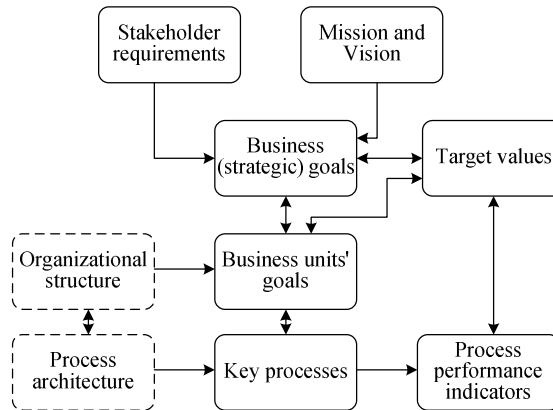 Stakeholder
requirements
Mission and
Vision
Business
(strategic) goals
Target values
Organizational
structure
Business units'
goals
Process
architecture
Key processes
Process
performance
indicators